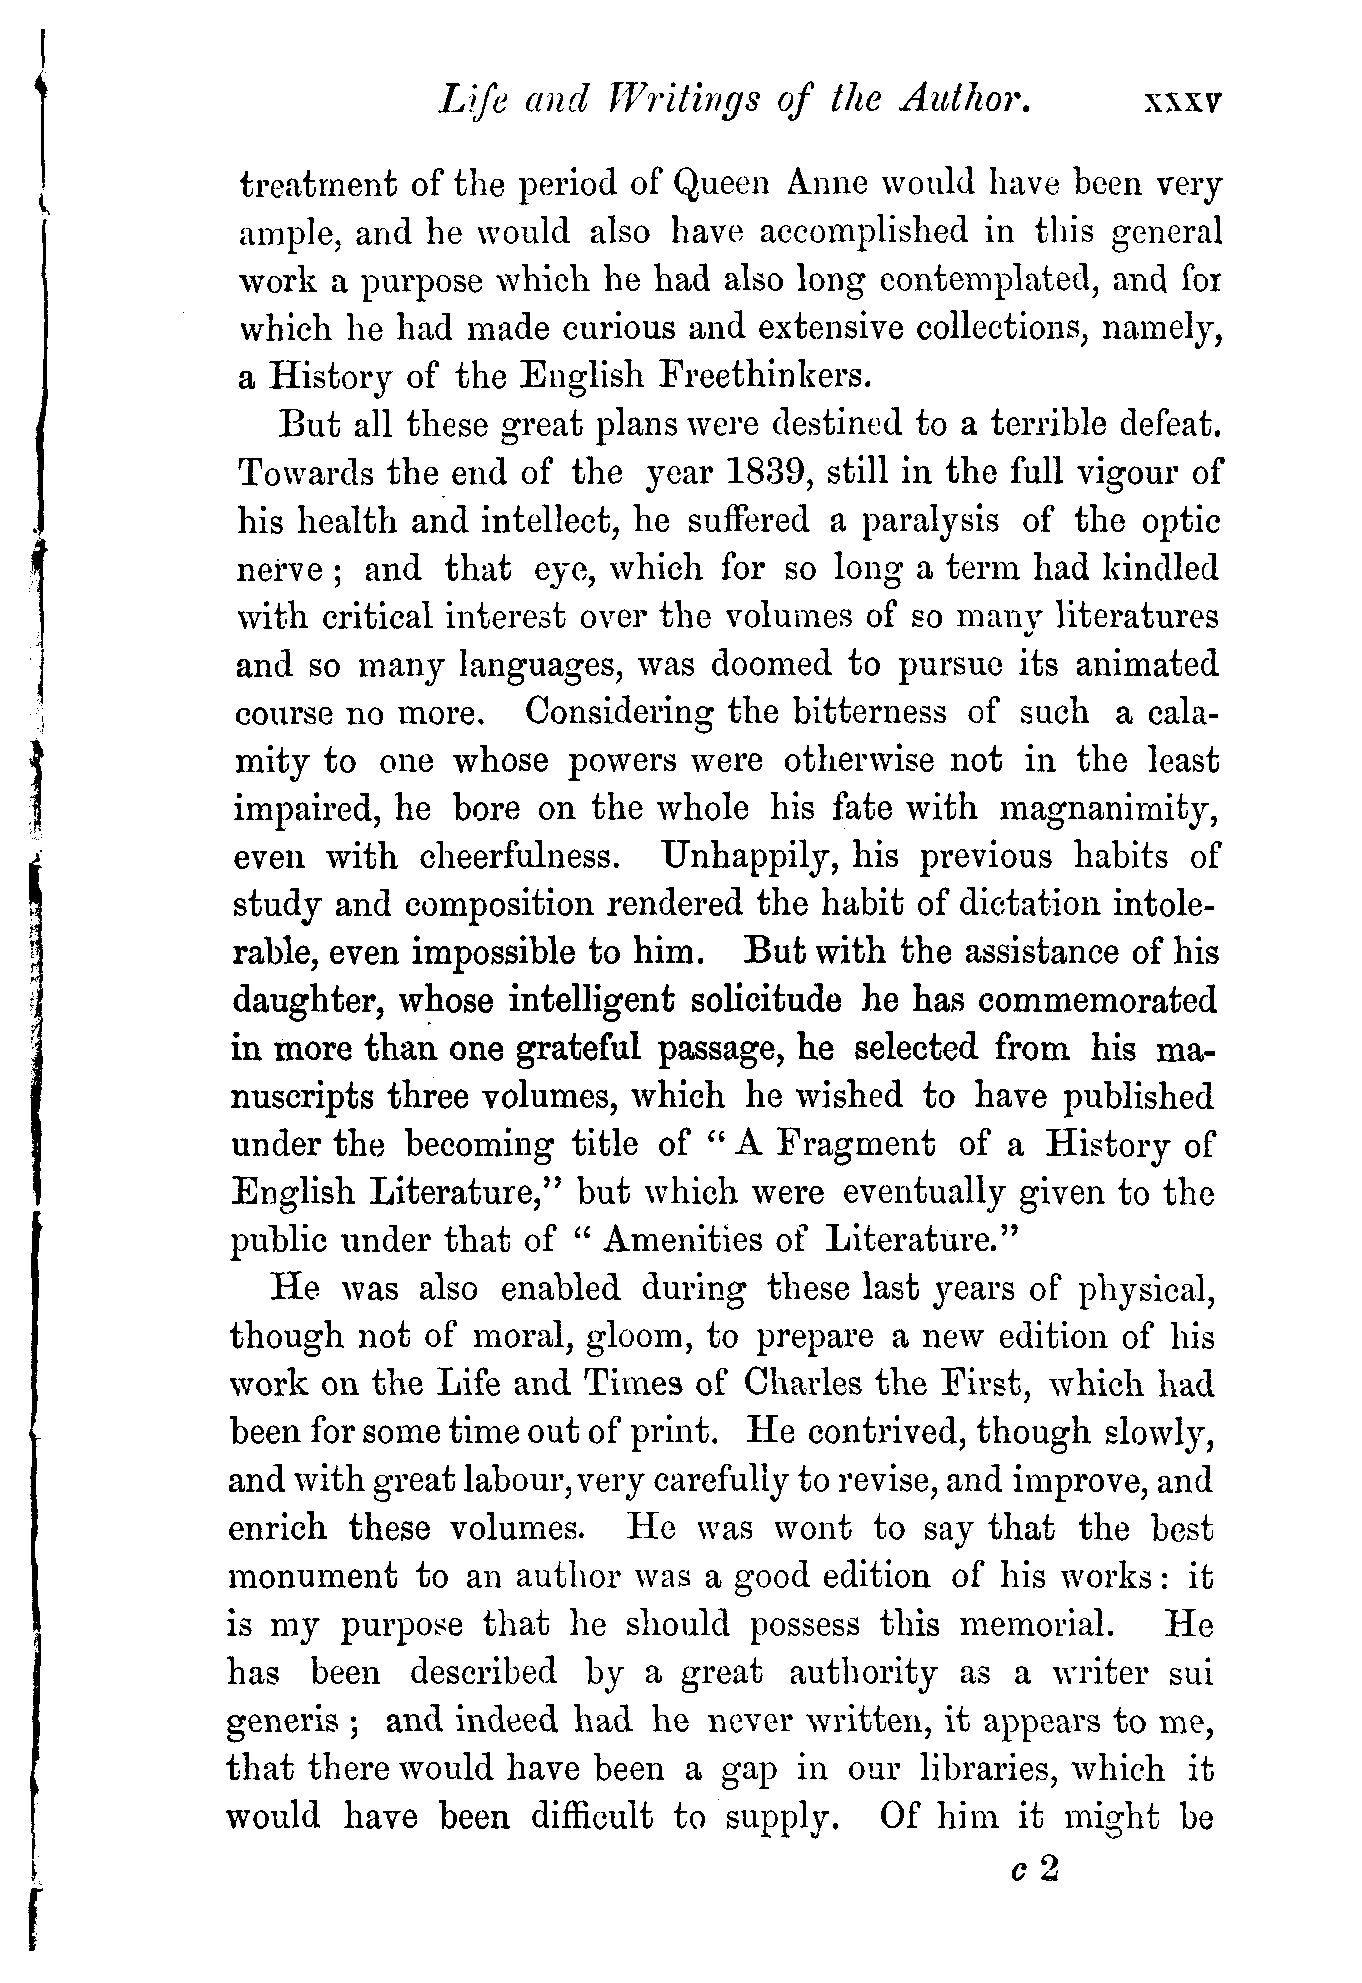 Life and Writings of the Author. xxxv
treatment of the period of Queen Anne would have been very
ample, and he would also have accomplished in this general
work a purpose which he had also long contemplated, and for
which he had made curious and extensive collections, namely,
a History of the English Freethinkers.
But all these great plans were destined to a terrible defeat.
Towards the end of the year 1839, still in the full vigour of
his health and intellect, he suffered a paralysis of the optic
nerve ; and that eye, which for so long a term had kindled
with critical interest over the volumes of so many literatures
and so many languages, was doomed to pursue its animated
course no more. Considering the bitterness of such a cala-
mity to one whose powers were otherwise not in the least
impaired, he bore on the whole his fate with magnanimity,
even with cheerfulness. Unhappily, his previous habits of
study and composition rendered the habit of dictation intole-
rable, even impossible to him. But with the assistance of his
daughter, whose intelligent solicitude he has commemorated
in more than one grateful passage, he selected from his ma-
nuscripts three volumes, which he wished to have published
under the becoming title of “ A Fragment of a History of
English Literature,” but which were eventually given to the
public under that of “ Amenities of Literature.”
He was also enabled during these last years of physical,
though not of moral, gloom, to prepare a new edition of his
work on the Life and Times of Charles the First, which had
been for some time out of print. He contrived, though slowly,
and with great labour, very carefully to revise, and improve, and
enrich these volumes. He was wont to say that the best
monument to an author was a good edition of his works: it
is my purpose that he should possess this memorial. He
has been described by a great authority as a writer sui
generis ; and indeed had he never written, it appears to me,
that there would have been a gap in our libraries, which it
would have been difficult to supply. Of him it might be
c 2